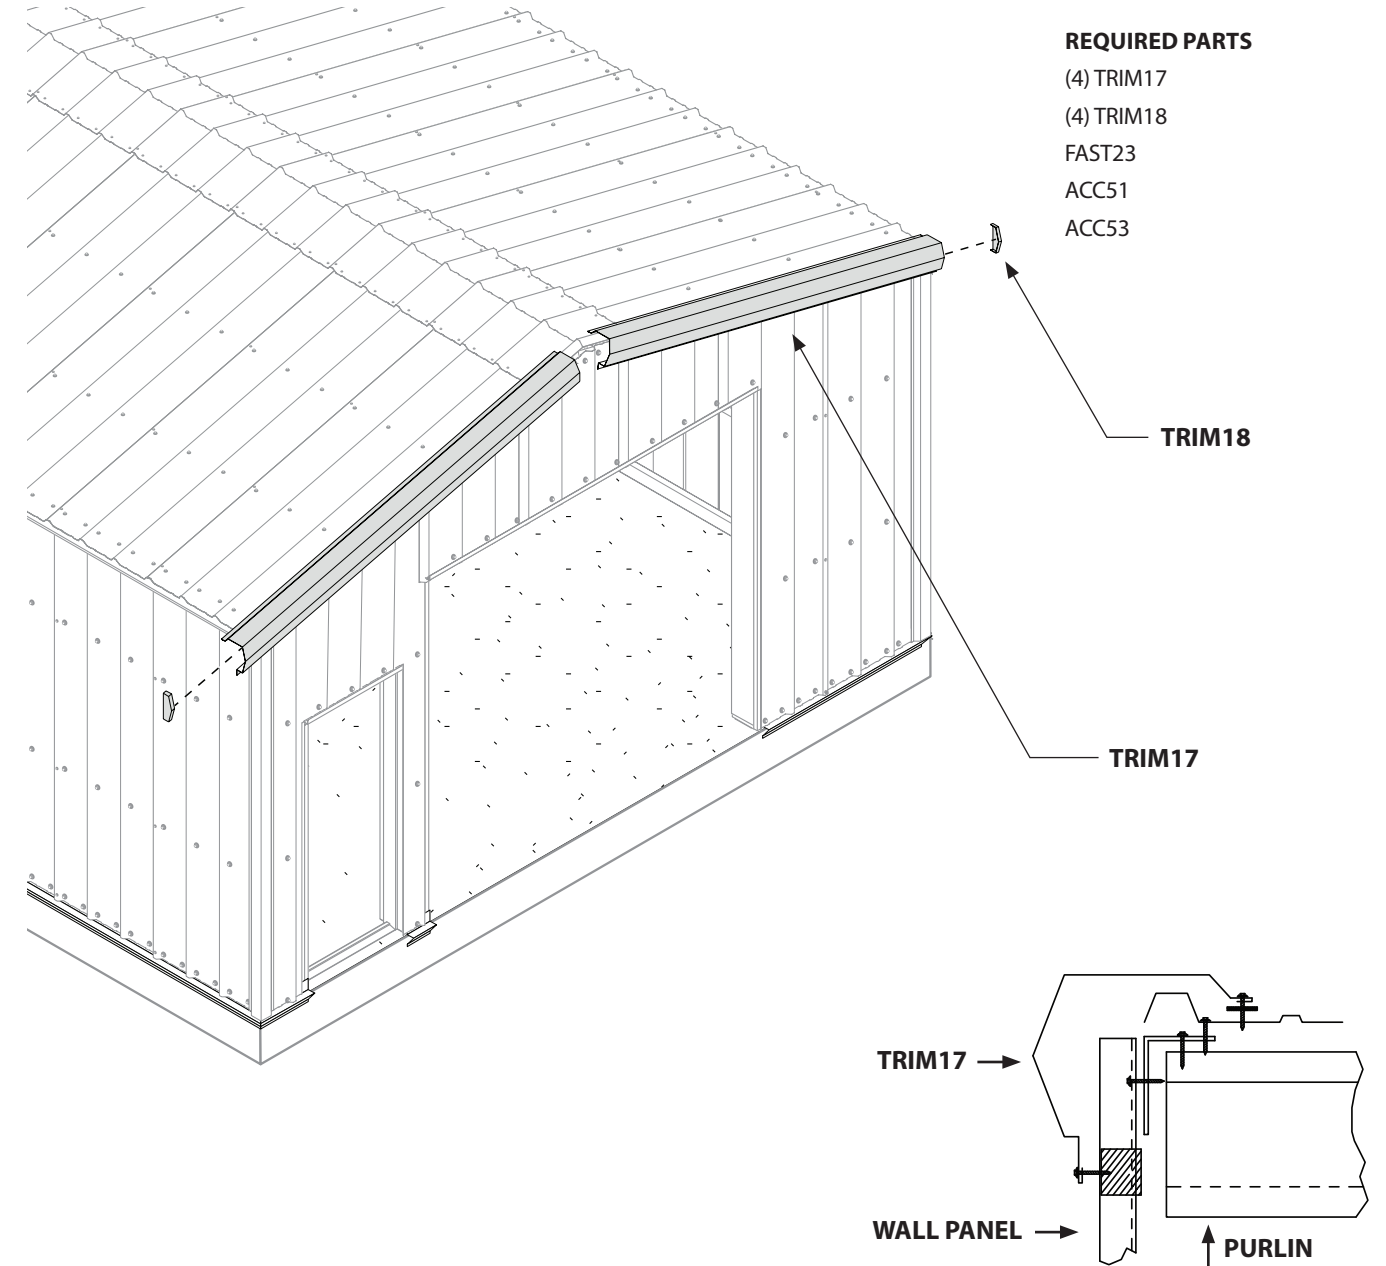 REQUIRED PARTS
(4) TRIM17
(4) TRIM18
FAST23
ACC51
ACC53
TRIM18
TRIM17
TRIM17
WALL PANEL
PURLIN